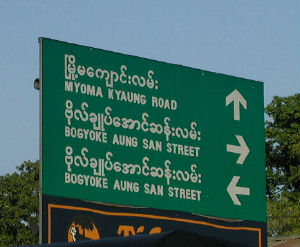 မြို့မကျောင်းလမ်း
MYOMA KYAUNG ROAD
ဗိုလ်ချုပ်အောင်ဆန်းလမ်း
BOGYOKE AUNG SAN STREET
ဗိုလ်ချုပ်အောင်ဆန်းလမ်း
BOGYOKE AUNG SAN STREET